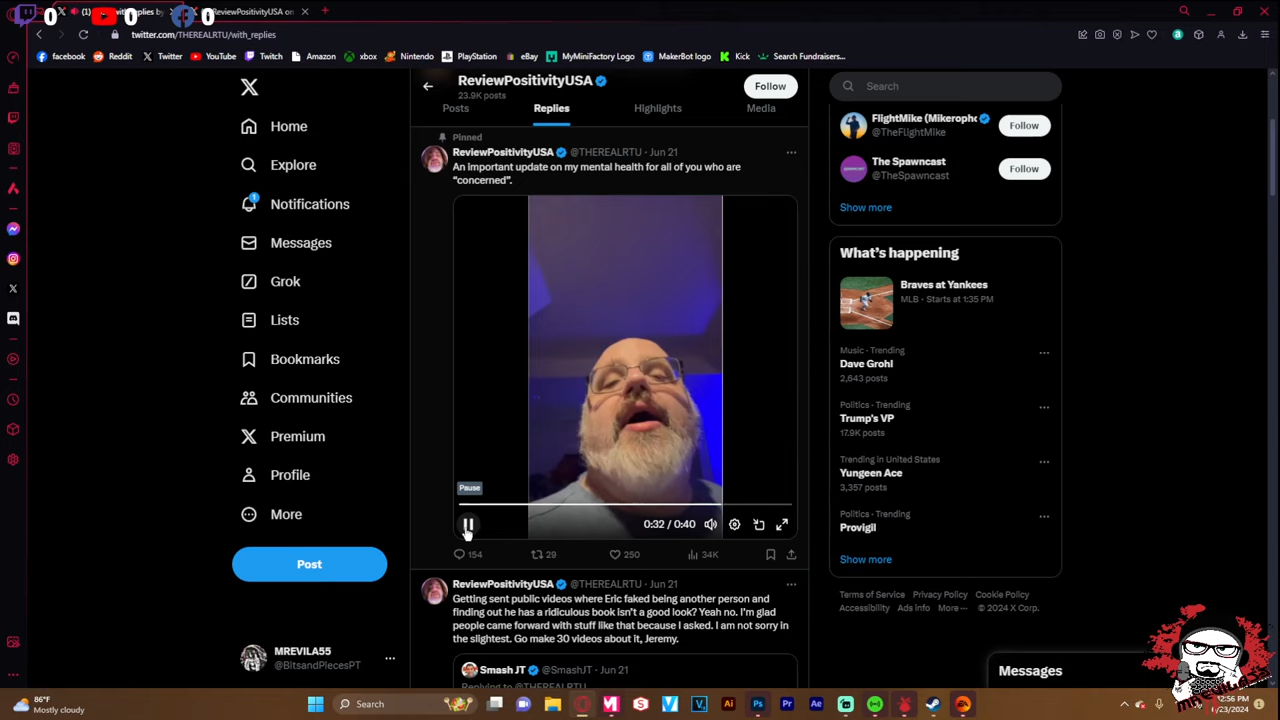 0 0 0
ReviewPositivityUSA on
twitter.com/THEREALRTU/with_replies
facebook Reddit Twitter YouTube Twitch Amazon xbox Nintendo PlayStation eBay MyMiniFactory Logo MakerBot logo Kick Search Fundraisers...
Home
Explore
1
Notifications
Messages
Grok
Lists
Bookmarks
Communities
Premium
Profile
More
Post
MREVILA55
@BitsandPiecesPT
ReviewPositivityUSA
23.9K posts
Follow
Posts Replies Highlights Media
Pinned
ReviewPositivityUSA @THEREALRTU · Jun 21
An important update on my mental health for all of you who are
“concerned”.
Pause
0:32 / 0:40
154 29 250 34K
ReviewPositivityUSA @THEREALRTU · Jun 21
Getting sent public videos where Eric faked being another person and
finding out he has a ridiculous book isn’t a good look? Yeah no. I’m glad
people came forward with stuff like that because I asked. I am not sorry in
the slightest. Go make 30 videos about it, Jeremy.
Smash JT @SmashJT · Jun 21
Replying to @THEREALRTU
Search
FlightMike (Mikeropho
@TheFlightMike
Follow
The Spawncast
@TheSpawncast
Follow
Show more
What’s happening
Braves at Yankees
MLB · Starts at 1:35 PM
Music · Trending
Dave Grohl
2,643 posts
Politics · Trending
Trump's VP
17.9K posts
Trending in United States
Yungeen Ace
3,357 posts
Politics · Trending
Provigil
Show more
Terms of Service Privacy Policy Cookie Policy
Accessibility Ads info More ··· © 2024 X Corp.
Messages
86°F
Mostly cloudy
Search
12:56 PM